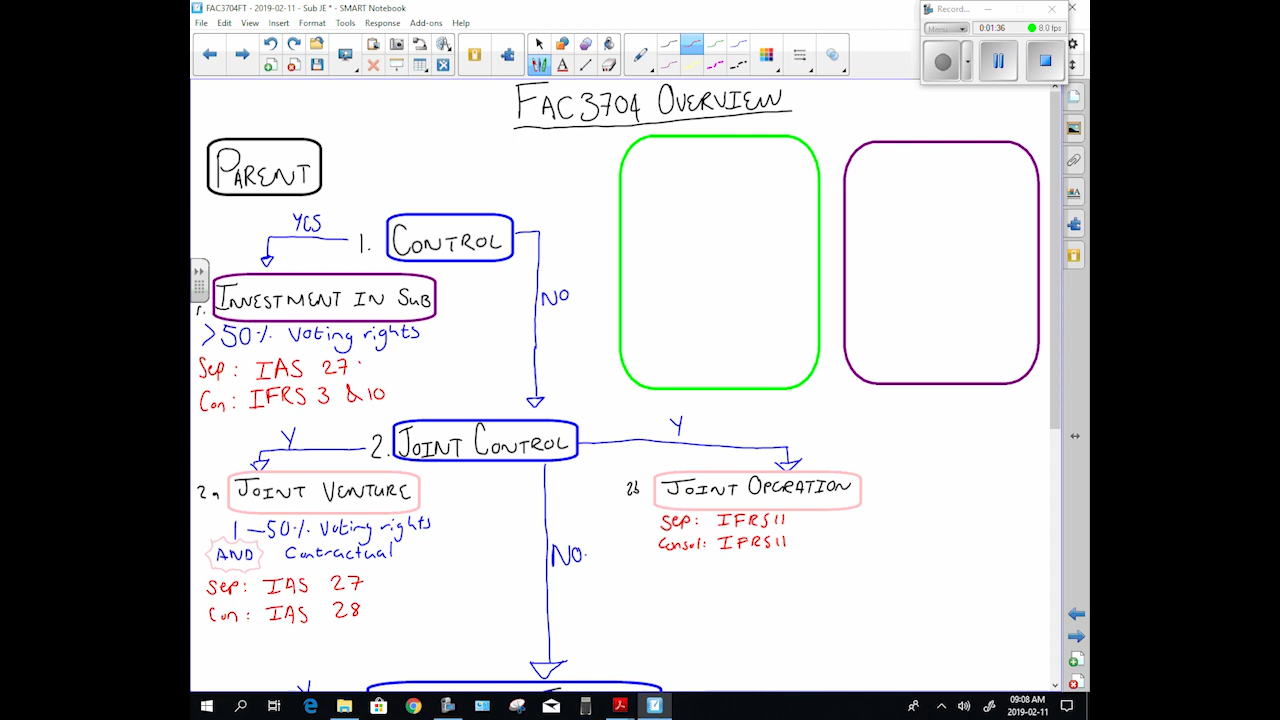 FAC3704FT - 2019-02-11 - Sub JE * - SMART Notebook
Record...
File Edit View Insert Format Tools Response Add-ons Help
Menu 0:01:36 8.0 fps
FAC3704 OVERVIEW
PARENT
YES
1. CONTROL
NO
1. INVESTMENT IN SUB
>50% Voting rights
Sep: IAS 27
Con: IFRS 3 & 10
Y
2. JOINT CONTROL
Y
2a JOINT VENTURE
2b JOINT OPERATION
1-50% Voting rights
AND Contractual
Sep: IFRS 11
Consol: IFRS 11
NO.
Sep: IAS 27
Con: IAS 28
Y
09:08 AM
2019-02-11